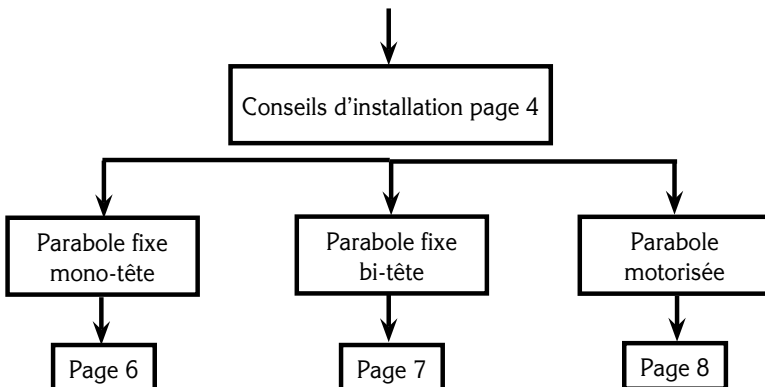 Conseils d’installation page 4
Parabole fixe
mono-tête
Parabole fixe
bi-tête
Parabole
motorisée
Page 6
Page 7
Page 8